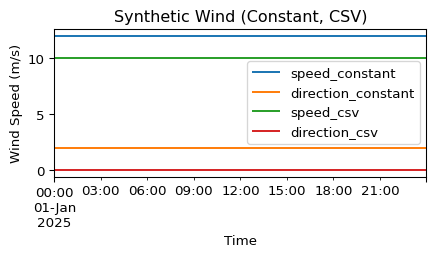 Synthetic Wind (Constant, CSV)
Wind Speed (m/s)
10
5
0
speed_constant
direction_constant
speed_csv
direction_csv
00:00 03:00 06:00 09:00 12:00 15:00 18:00 21:00
01-Jan
2025
Time